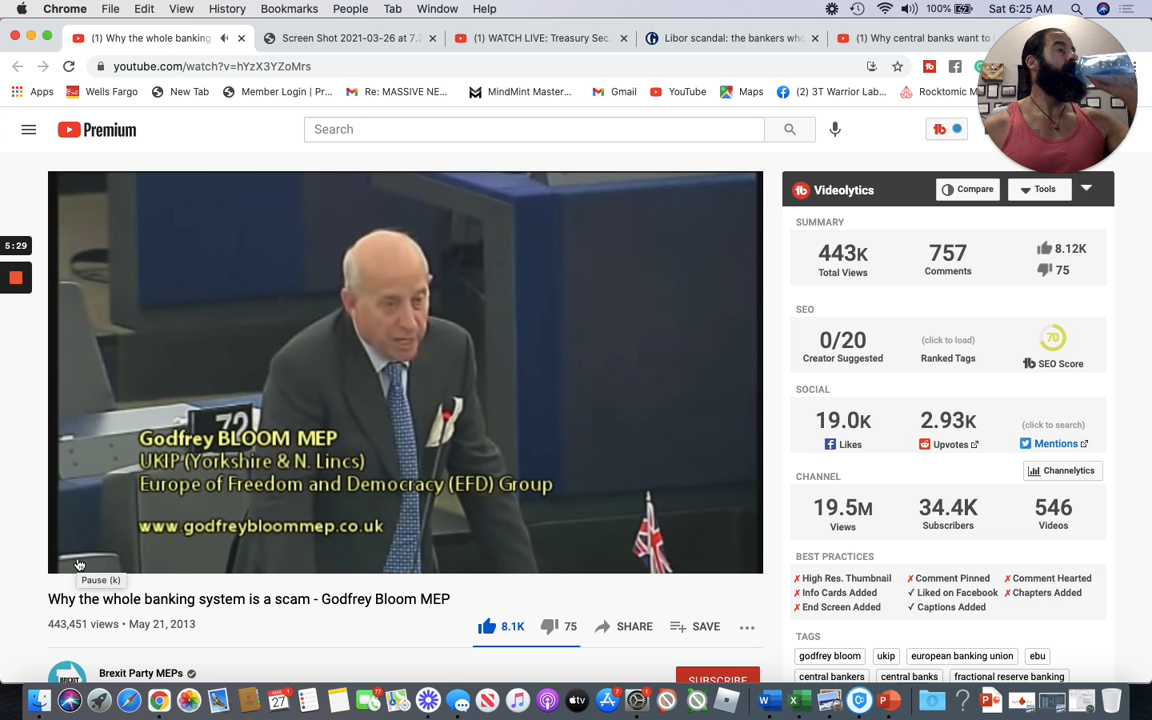 Chrome File Edit View History Bookmarks People Tab Window Help 100% Sat 6:25 AM
(1) Why the whole banking Screen Shot 2021-03-26 at 7.2 (1) WATCH LIVE: Treasury Sec. Libor scandal: the bankers who (1) Why central banks want to
youtube.com/watch?v=hYzX3YZoMrs
Apps Wells Fargo New Tab Member Login | Pr... Re: MASSIVE NE... MindMint Master... Gmail YouTube Maps (2) 3T Warrior Lab... Rocktomic M
Premium
Search
Videolytics Compare Tools
SUMMARY
443K 757 8.12K
Total Views Comments 75
5:29
SEO
0/20 (click to load) 70
Creator Suggested Ranked Tags SEO Score
SOCIAL
19.0K 2.93K (click to search)
Likes Upvotes Mentions
CHANNEL Channelytics
19.5M 34.4K 546
Views Subscribers Videos
BEST PRACTICES
High Res. Thumbnail Comment Pinned Comment Hearted
Info Cards Added Liked on Facebook Chapters Added
End Screen Added Captions Added
TAGS
godfrey bloom ukip european banking union ebu
central bankers central banks fractional reserve banking
72
Godfrey BLOOM MEP
UKIP (Yorkshire & N. Lincs)
Europe of Freedom and Democracy (EFD) Group
www.godfreybloommep.co.uk
Pause (k)
Why the whole banking system is a scam - Godfrey Bloom MEP
443,451 views • May 21, 2013 8.1K 75 SHARE SAVE
Brexit Party MEPs
SUBSCRIBE